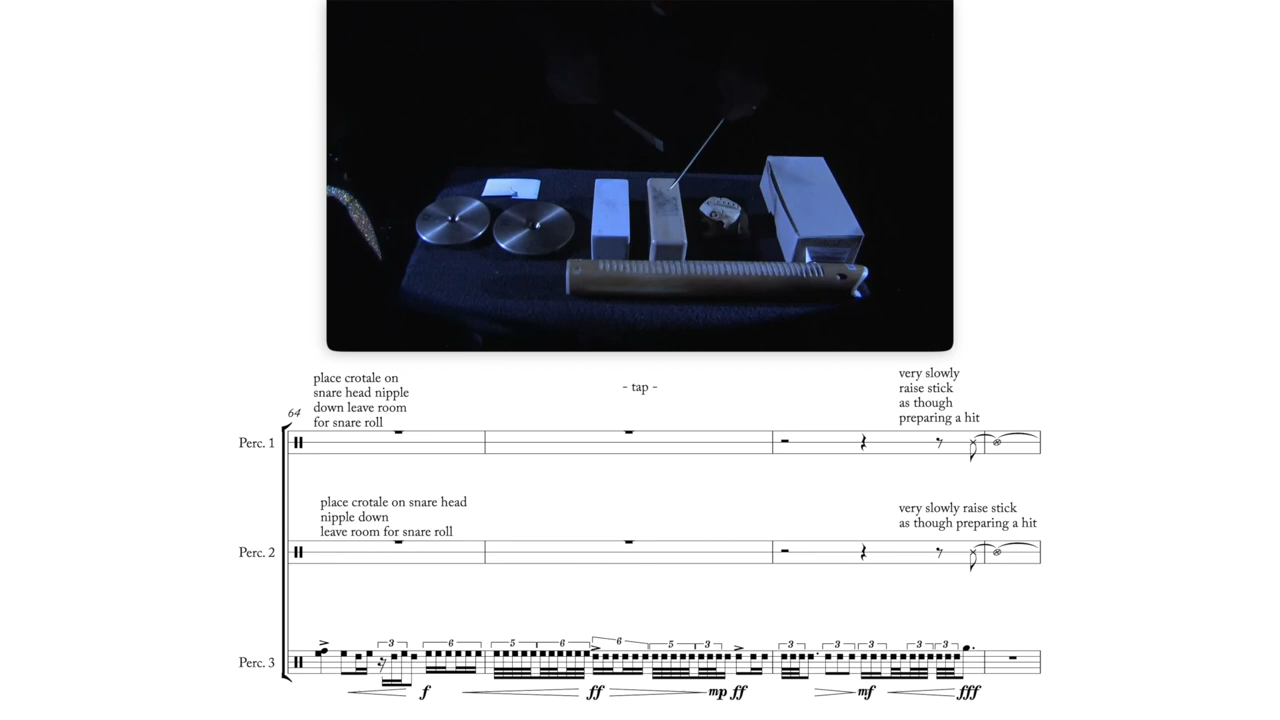 place crotale on
snare head nipple
down leave room
for snare roll
- tap -
very slowly
raise stick
as though
preparing a hit
64
Perc. 1
place crotale on snare head
nipple down
leave room for snare roll
very slowly raise stick
as though preparing a hit
Perc. 2
3 6 5 6 6 5 3 3 3 3 3
Perc. 3
f ff mp ff mf fff